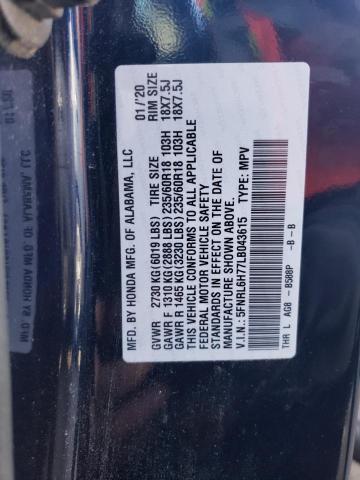 MFD. BY HONDA MFG. OF ALABAMA, LLC 01/'20
GVWR 2730 KG(6019 LBS) TIRE SIZE RIM SIZE
GAWR F 1310 KG(2888 LBS) 235/60R18 103H 18X7.5J
GAWR R 1465 KG(3230 LBS) 235/60R18 103H 18X7.5J
THIS VEHICLE CONFORMS TO ALL APPLICABLE
FEDERAL MOTOR VEHICLE SAFETY
STANDARDS IN EFFECT ON THE DATE OF
MANUFACTURE SHOWN ABOVE.
V.I.N.: 5FNRL6H77LB043615 TYPE: MPV
THR L AG8 - B588P -B-B